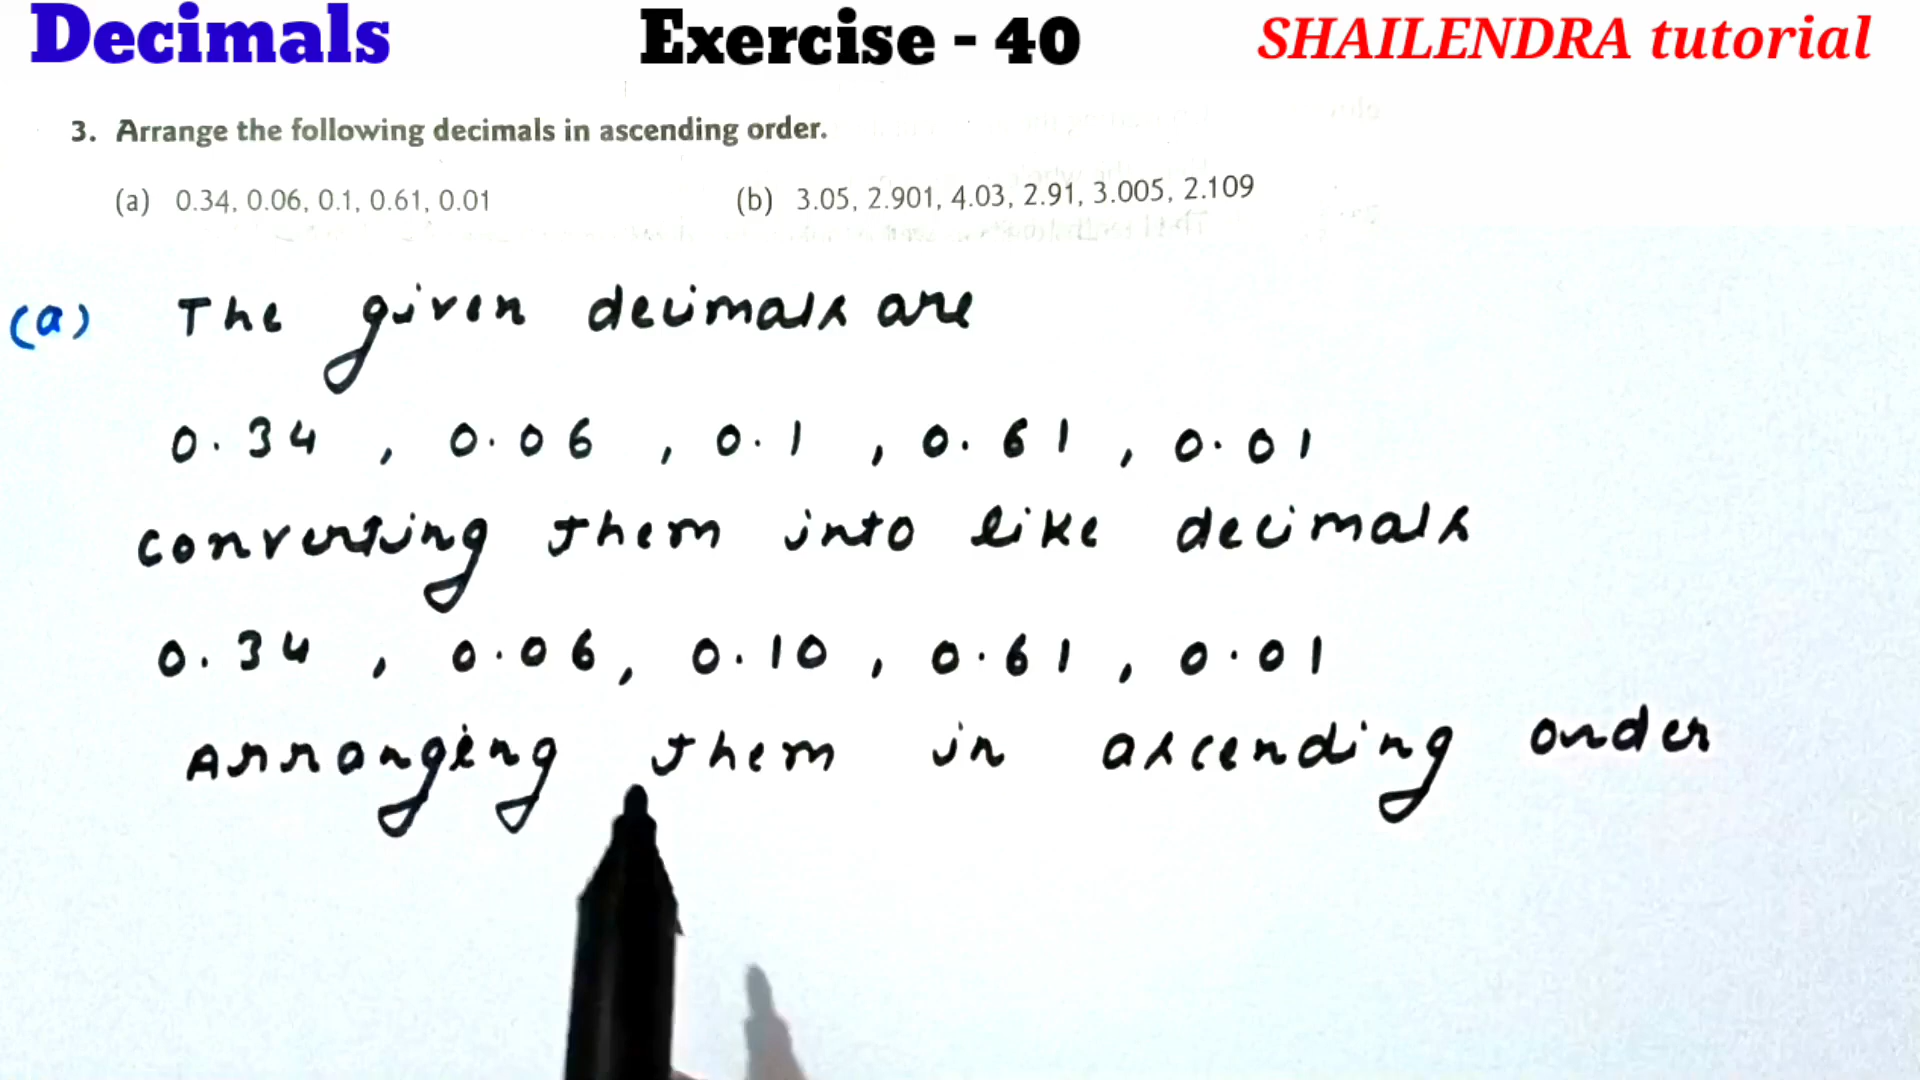 Decimals Exercise - 40 SHAILENDRA tutorial
3. Arrange the following decimals in ascending order.
(a) 0.34, 0.06, 0.1, 0.61, 0.01 (b) 3.05, 2.901, 4.03, 2.91, 3.005, 2.109
(a) The given decimals are
0.34 , 0.06 , 0.1 , 0.61 , 0.01
converting them into like decimals
0.34 , 0.06, 0.10 , 0.61 , 0.01
Arranging them in ascending order